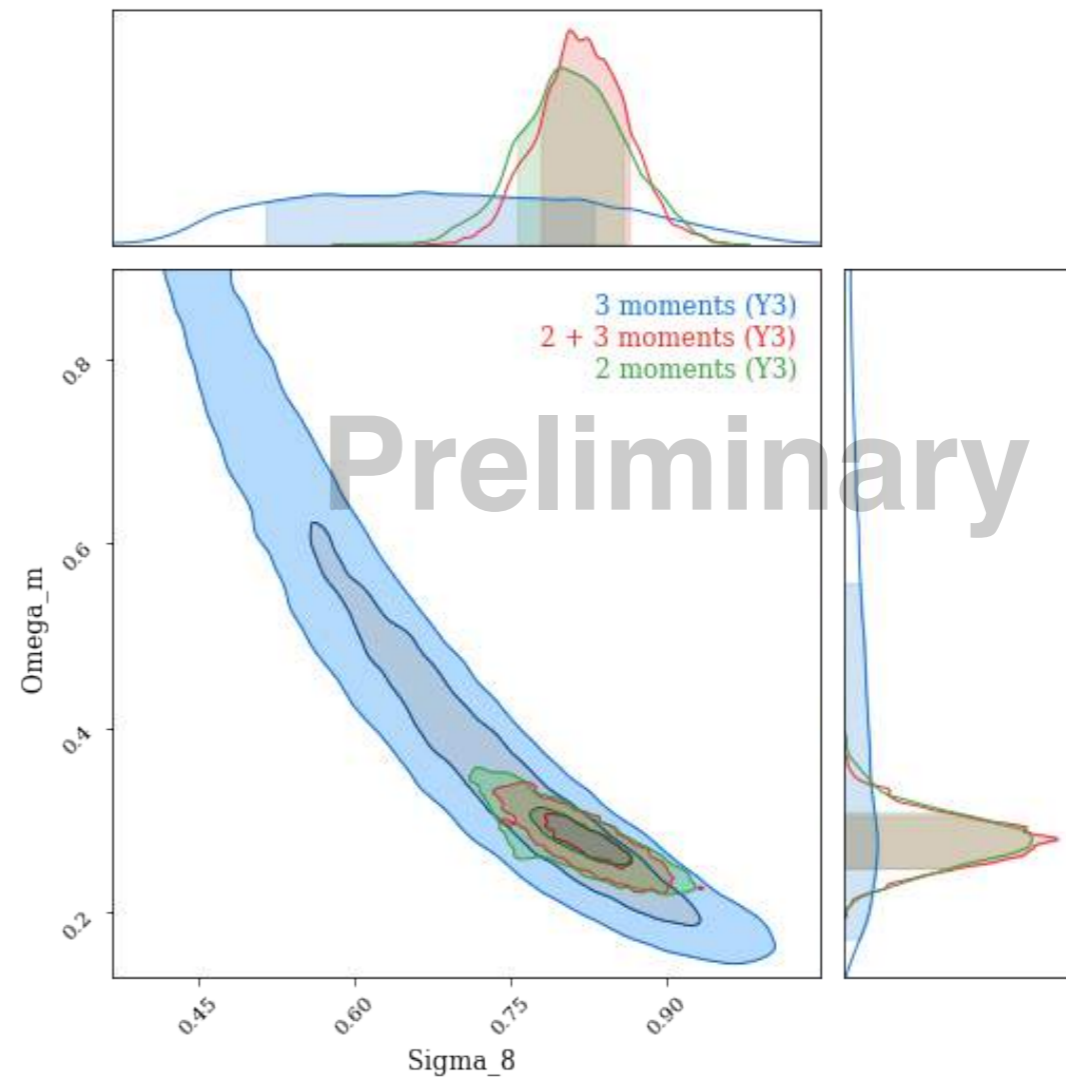 3 moments (Y3)
2 + 3 moments (Y3)
2 moments (Y3)
Preliminary
0.8
0.6
0.4
0.2
Omega_m
0.45
0.60
0.75
0.90
Sigma_8